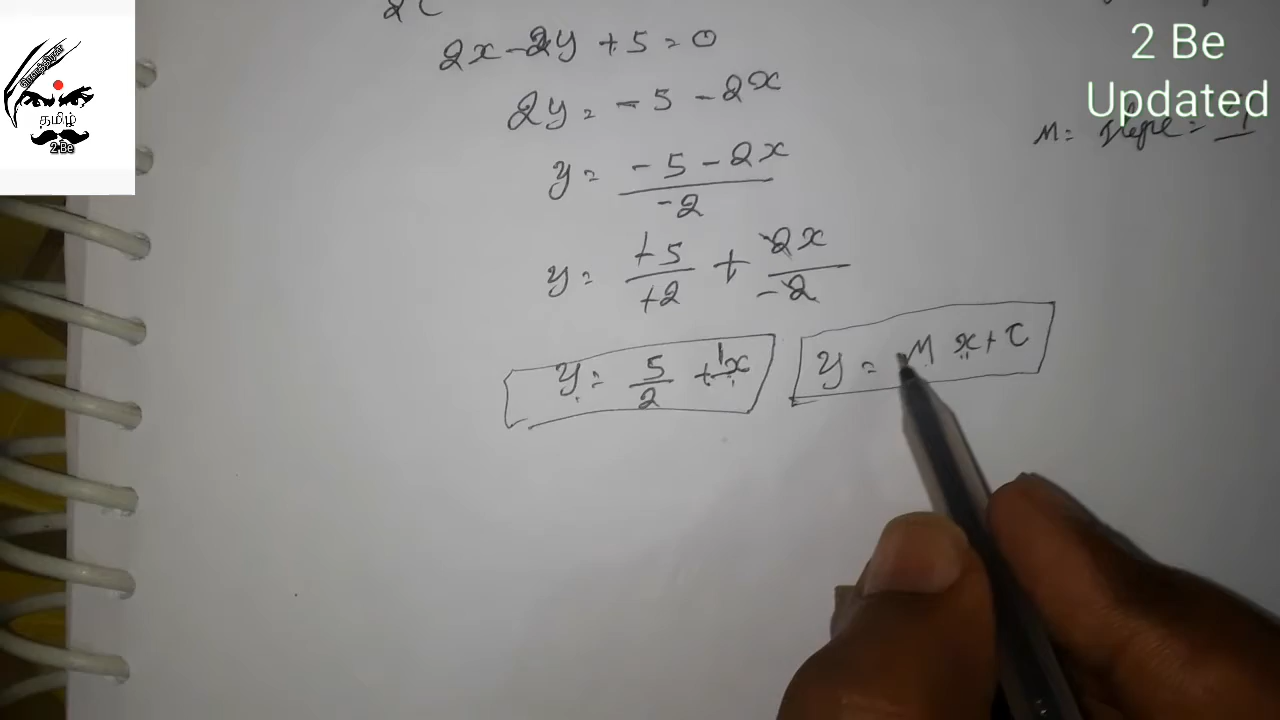 2x - 2y + 5 = 0
2 Be
Updated
2y = - 5 - 2x
M = slope =
y = - 5 - 2x / -2
y = +5 / +2 + 2x / -2
y = 5 / 2 + 1x
y = M x + C
தமிழ்
2 Be